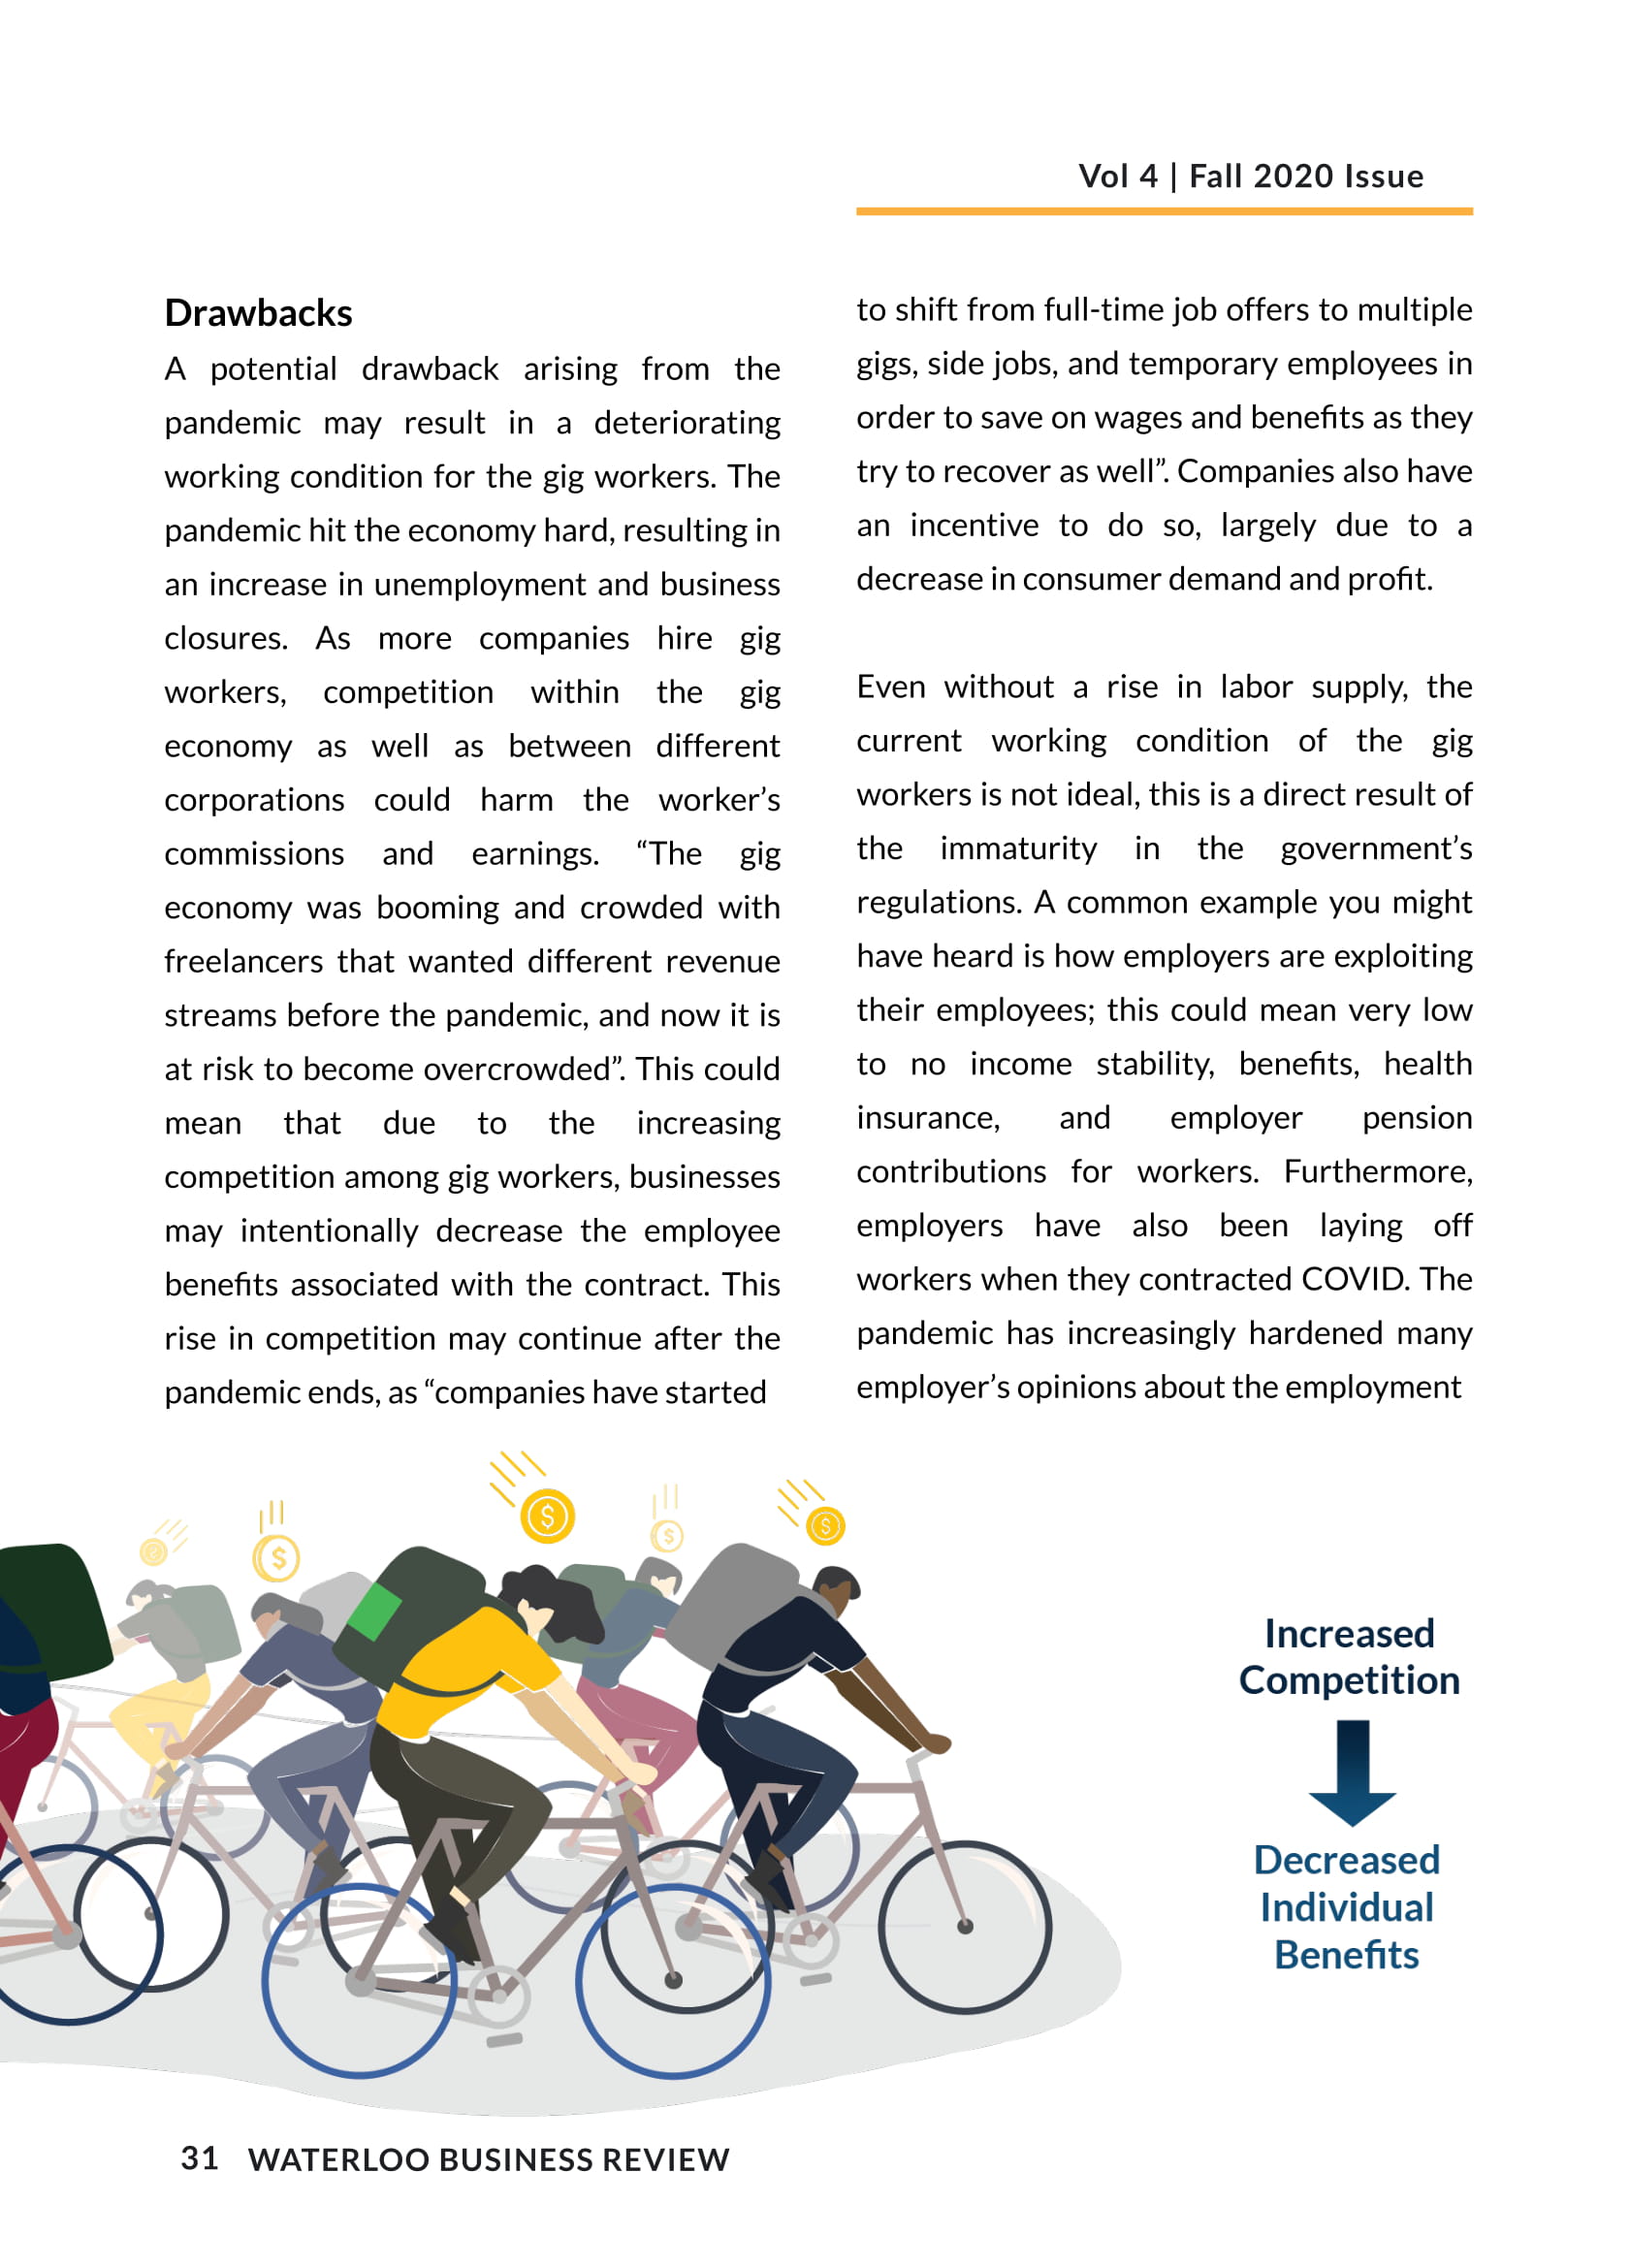 Vol 4 | Fall 2020 Issue
Drawbacks
A potential drawback arising from the
pandemic may result in a deteriorating
working condition for the gig workers. The
pandemic hit the economy hard, resulting in
an increase in unemployment and business
closures. As more companies hire gig
workers, competition within the gig
economy as well as between different
corporations could harm the worker’s
commissions and earnings. “The gig
economy was booming and crowded with
freelancers that wanted different revenue
streams before the pandemic, and now it is
at risk to become overcrowded”. This could
mean that due to the increasing
competition among gig workers, businesses
may intentionally decrease the employee
benefits associated with the contract. This
rise in competition may continue after the
pandemic ends, as “companies have started
to shift from full-time job offers to multiple
gigs, side jobs, and temporary employees in
order to save on wages and benefits as they
try to recover as well”. Companies also have
an incentive to do so, largely due to a
decrease in consumer demand and profit.
Even without a rise in labor supply, the
current working condition of the gig
workers is not ideal, this is a direct result of
the immaturity in the government’s
regulations. A common example you might
have heard is how employers are exploiting
their employees; this could mean very low
to no income stability, benefits, health
insurance, and employer pension
contributions for workers. Furthermore,
employers have also been laying off
workers when they contracted COVID. The
pandemic has increasingly hardened many
employer’s opinions about the employment
$
$
$
$
$
Increased
Competition
Decreased
Individual
Benefits
31 WATERLOO BUSINESS REVIEW